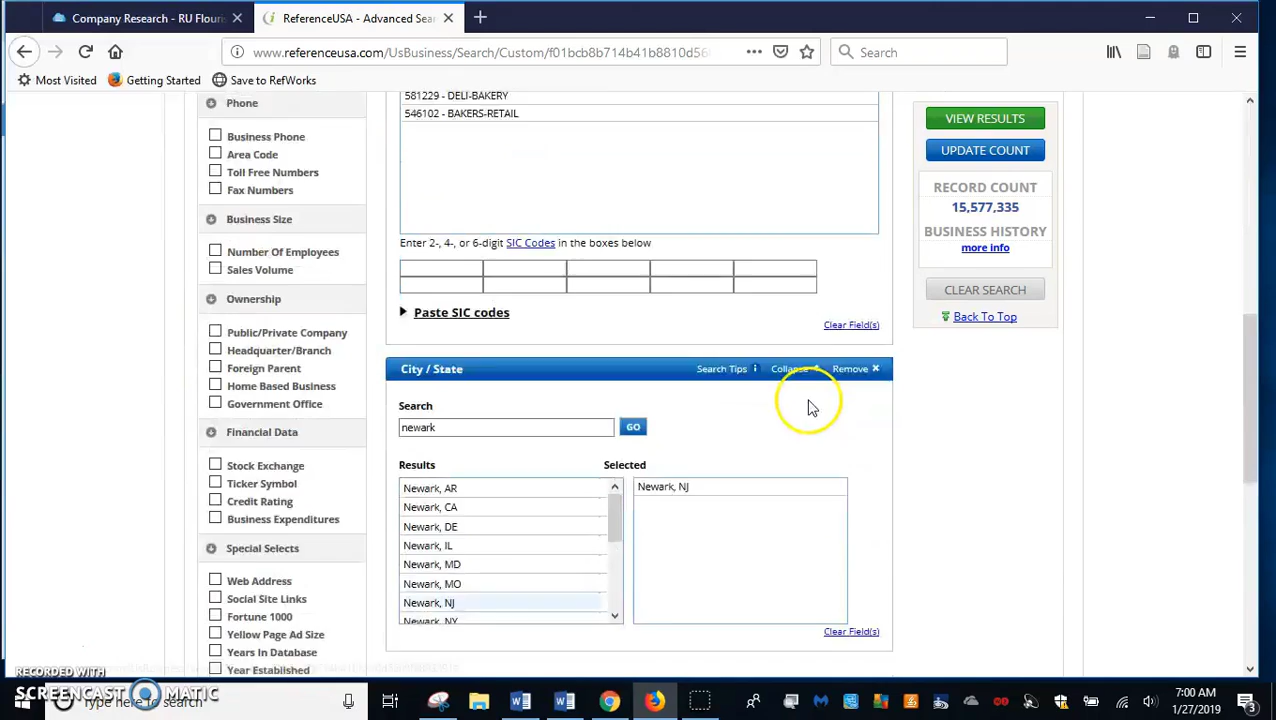 Company Research - RU Flouris
ReferenceUSA - Advanced Sea
www.referenceusa.com/UsBusiness/Search/Custom/f01bcb8b714b41b8810d56
Search
Most Visited
Getting Started
Save to RefWorks
Phone
Business Phone
Area Code
Toll Free Numbers
Fax Numbers
Business Size
Number Of Employees
Sales Volume
Ownership
Public/Private Company
Headquarter/Branch
Foreign Parent
Home Based Business
Government Office
Financial Data
Stock Exchange
Ticker Symbol
Credit Rating
Business Expenditures
Special Selects
Web Address
Social Site Links
Fortune 1000
Yellow Page Ad Size
Years In Database
Year Established
581229 - DELI-BAKERY
546102 - BAKERS-RETAIL
Enter 2-, 4-, or 6-digit SIC Codes in the boxes below
Paste SIC codes
Clear Field(s)
City / State
Search Tips
Collapse
Remove
Search
newark
GO
Results
Selected
Newark, AR
Newark, CA
Newark, DE
Newark, IL
Newark, MD
Newark, MO
Newark, NJ
Newark, NY
Newark, NJ
Clear Field(s)
VIEW RESULTS
UPDATE COUNT
RECORD COUNT
15,577,335
BUSINESS HISTORY
more info
CLEAR SEARCH
Back To Top
RECORDED WITH
SCREENCAST MATIC
Type here to search
7:00 AM
1/27/2019
3